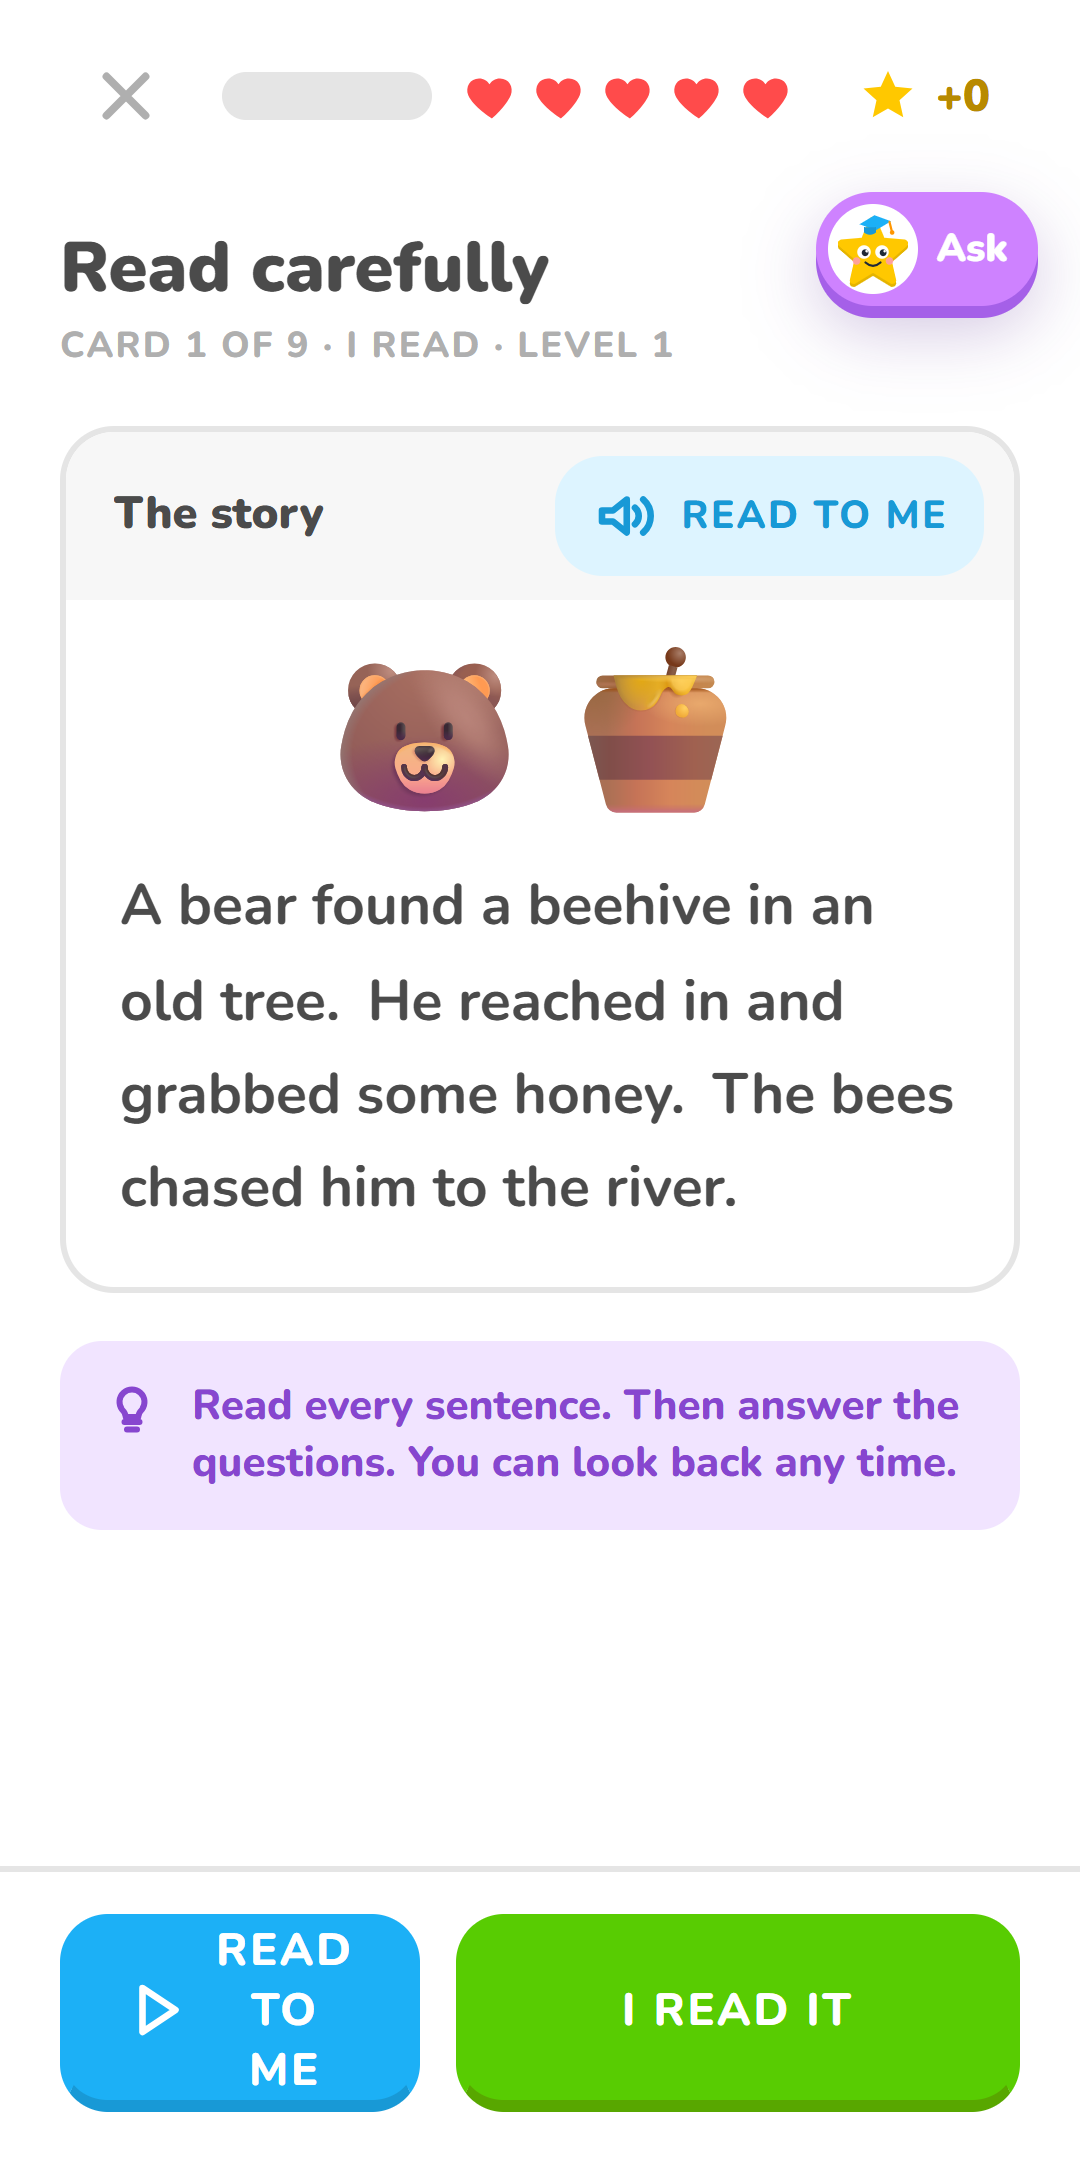 +0
Read carefully
Ask
CARD 1 OF 9 · I READ · LEVEL 1
The story
READ TO ME
A bear found a beehive in an
old tree.  He reached in and
grabbed some honey.  The bees
chased him to the river.
Read every sentence. Then answer the
questions. You can look back any time.
READ
TO
ME
I READ IT